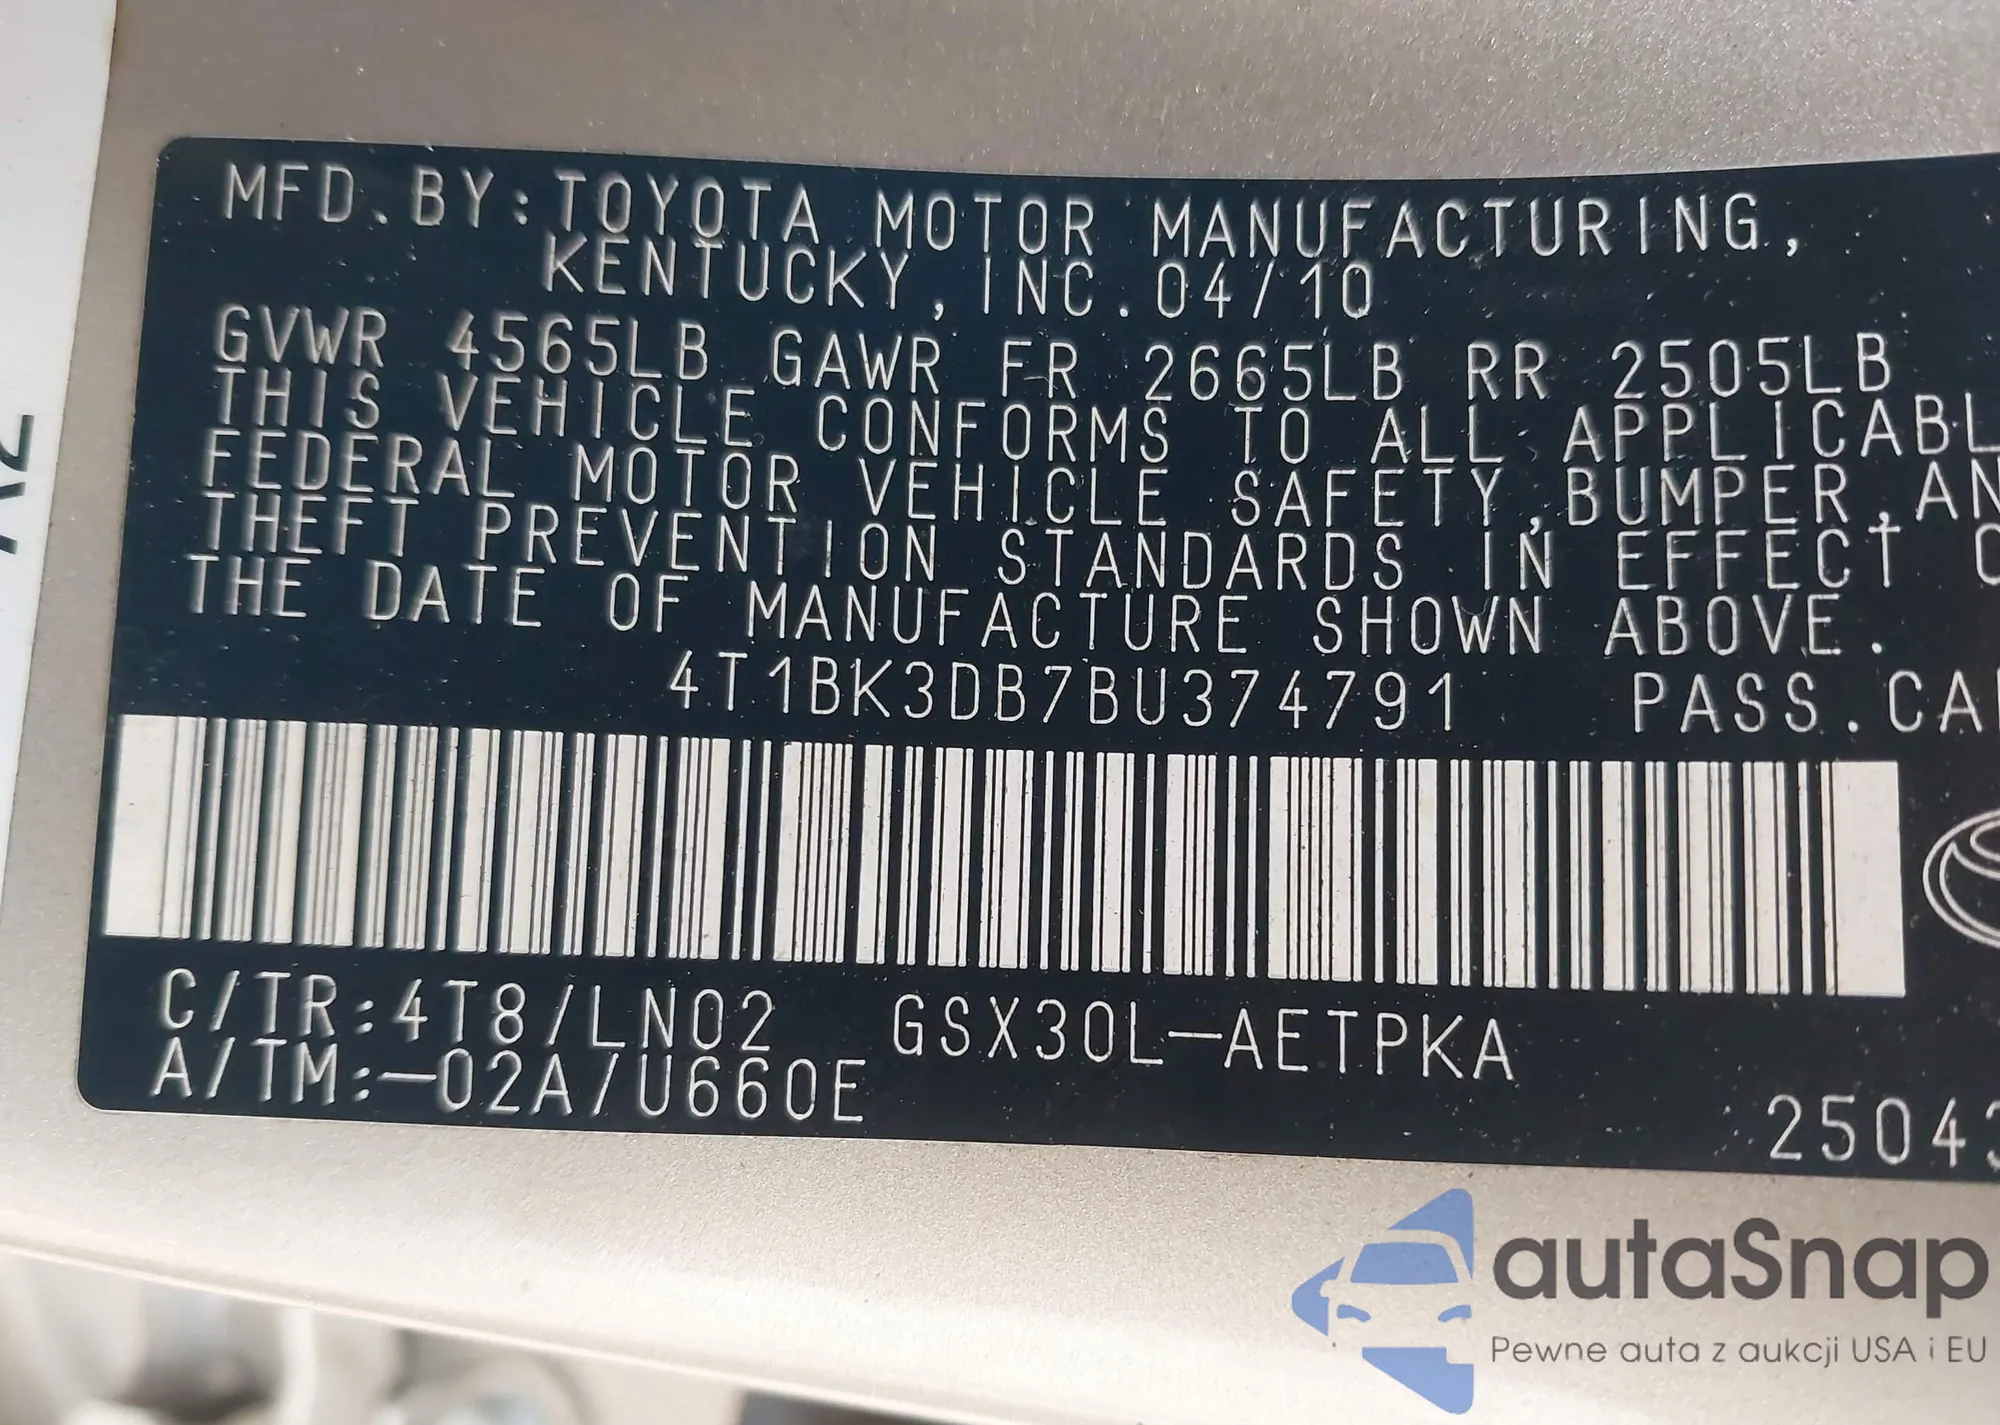 MFD.BY:TOYOTA MOTOR MANUFACTURING,
KENTUCKY, INC.04/10
GVWR 4565LB GAWR FR 2665LB RR 2505LB
THIS VEHICLE CONFORMS TO ALL APPLICABL
FEDERAL MOTOR VEHICLE SAFETY,BUMPER,AN
THEFT PREVENTION STANDARDS IN EFFECT O
THE DATE OF MANUFACTURE SHOWN ABOVE.
4T1BK3DB7BU374791 PASS.CA
C/TR:4T8/LN02 GSX30L-AETPKA
A/TM:-02A/U660E
2504
autaSnap
Pewne auta z aukcji USA i EU